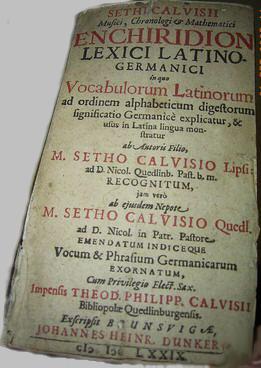 SETHI CALVISII
Musici, Chronologi & Mathematici
ENCHIRIDION
LEXICI LATINO-
GERMANICI
in quo
Vocabulorum Latinorum
ad ordinem alphabeticum digestorum
significatio Germanicè explicatur, &
usus in Latina lingua mon-
stratur
ab Autoris Filio,
M. SETHO CALVISIO Lips.
ad D. Nicol. Quedlinb. Past. b. m.
RECOGNITUM,
jam verò
ab ejusdem Nepote
M. SETHO CALVISIO Quedl.
ad D. Nicol. in Patr. Pastore
EMENDATUM INDICEQUE
Vocum & Phrasium Germanicarum
EXORNATUM,
Cum Privilegio Elect. Sax.
Impensis THEOD. PHILIPP. CALVISII
Bibliopolæ Quedlinburgensis.
Exscripsit BRUNSVIGÆ,
JOHANNES HEINR. DUNKER
cIɔ Iɔc LXXIX.